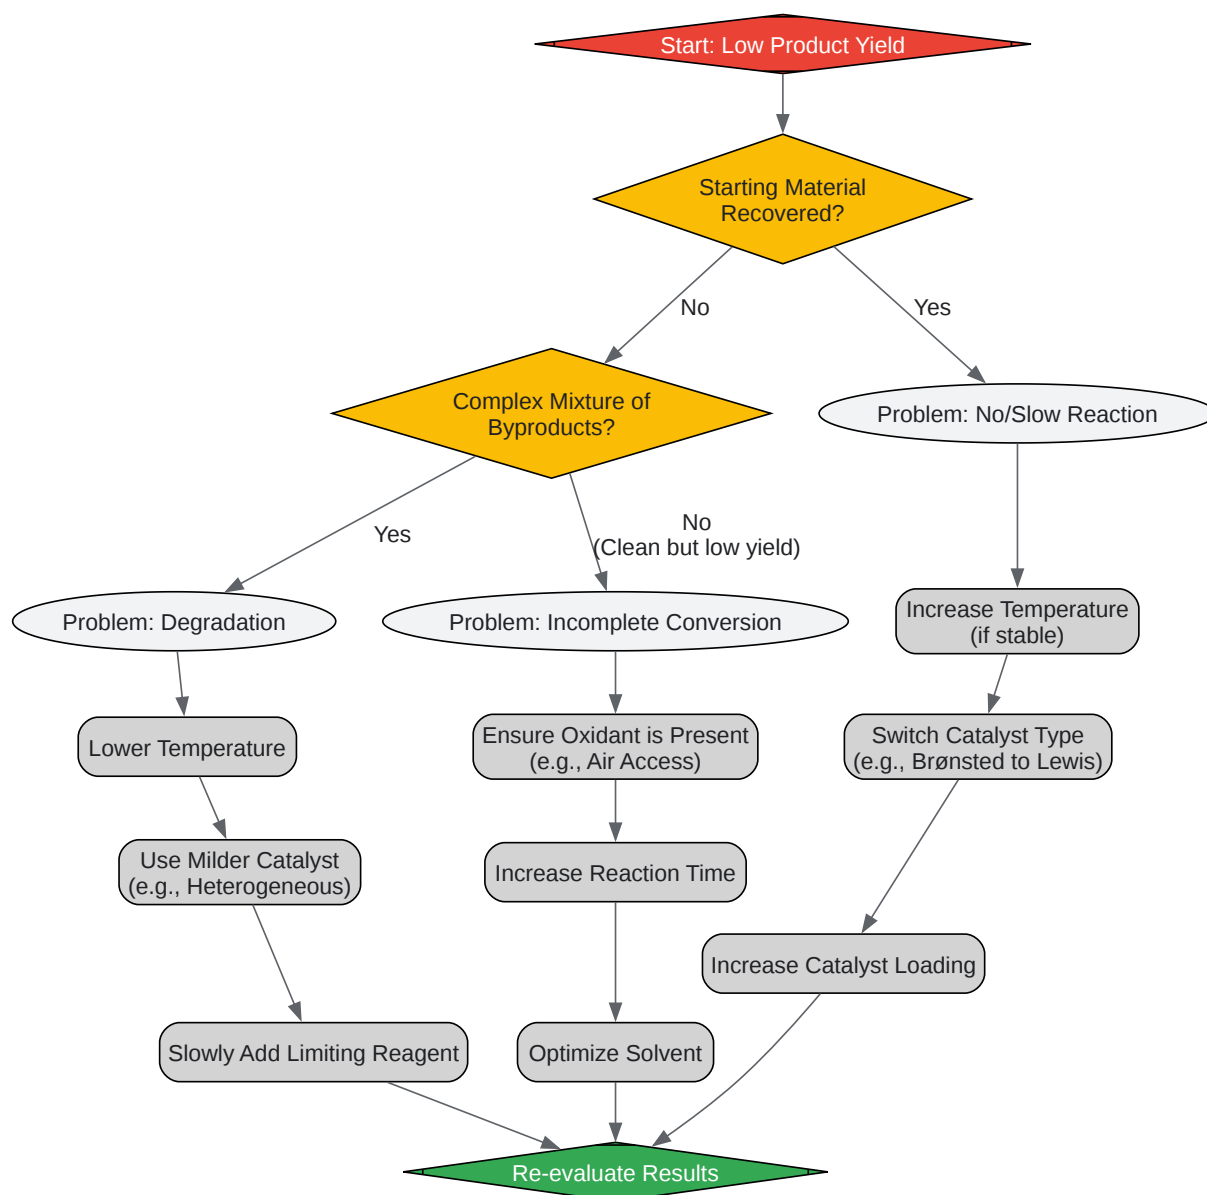 Start: Low Product Yield
Starting Material
Recovered?
No
Yes
Complex Mixture of
Byproducts?
Problem: No/Slow Reaction
Yes
No
(Clean but low yield)
Problem: Degradation
Problem: Incomplete Conversion
Increase Temperature
(if stable)
Lower Temperature
Ensure Oxidant is Present
(e.g., Air Access)
Switch Catalyst Type
(e.g., Brønsted to Lewis)
Use Milder Catalyst
(e.g., Heterogeneous)
Increase Reaction Time
Increase Catalyst Loading
Slowly Add Limiting Reagent
Optimize Solvent
Re-evaluate Results